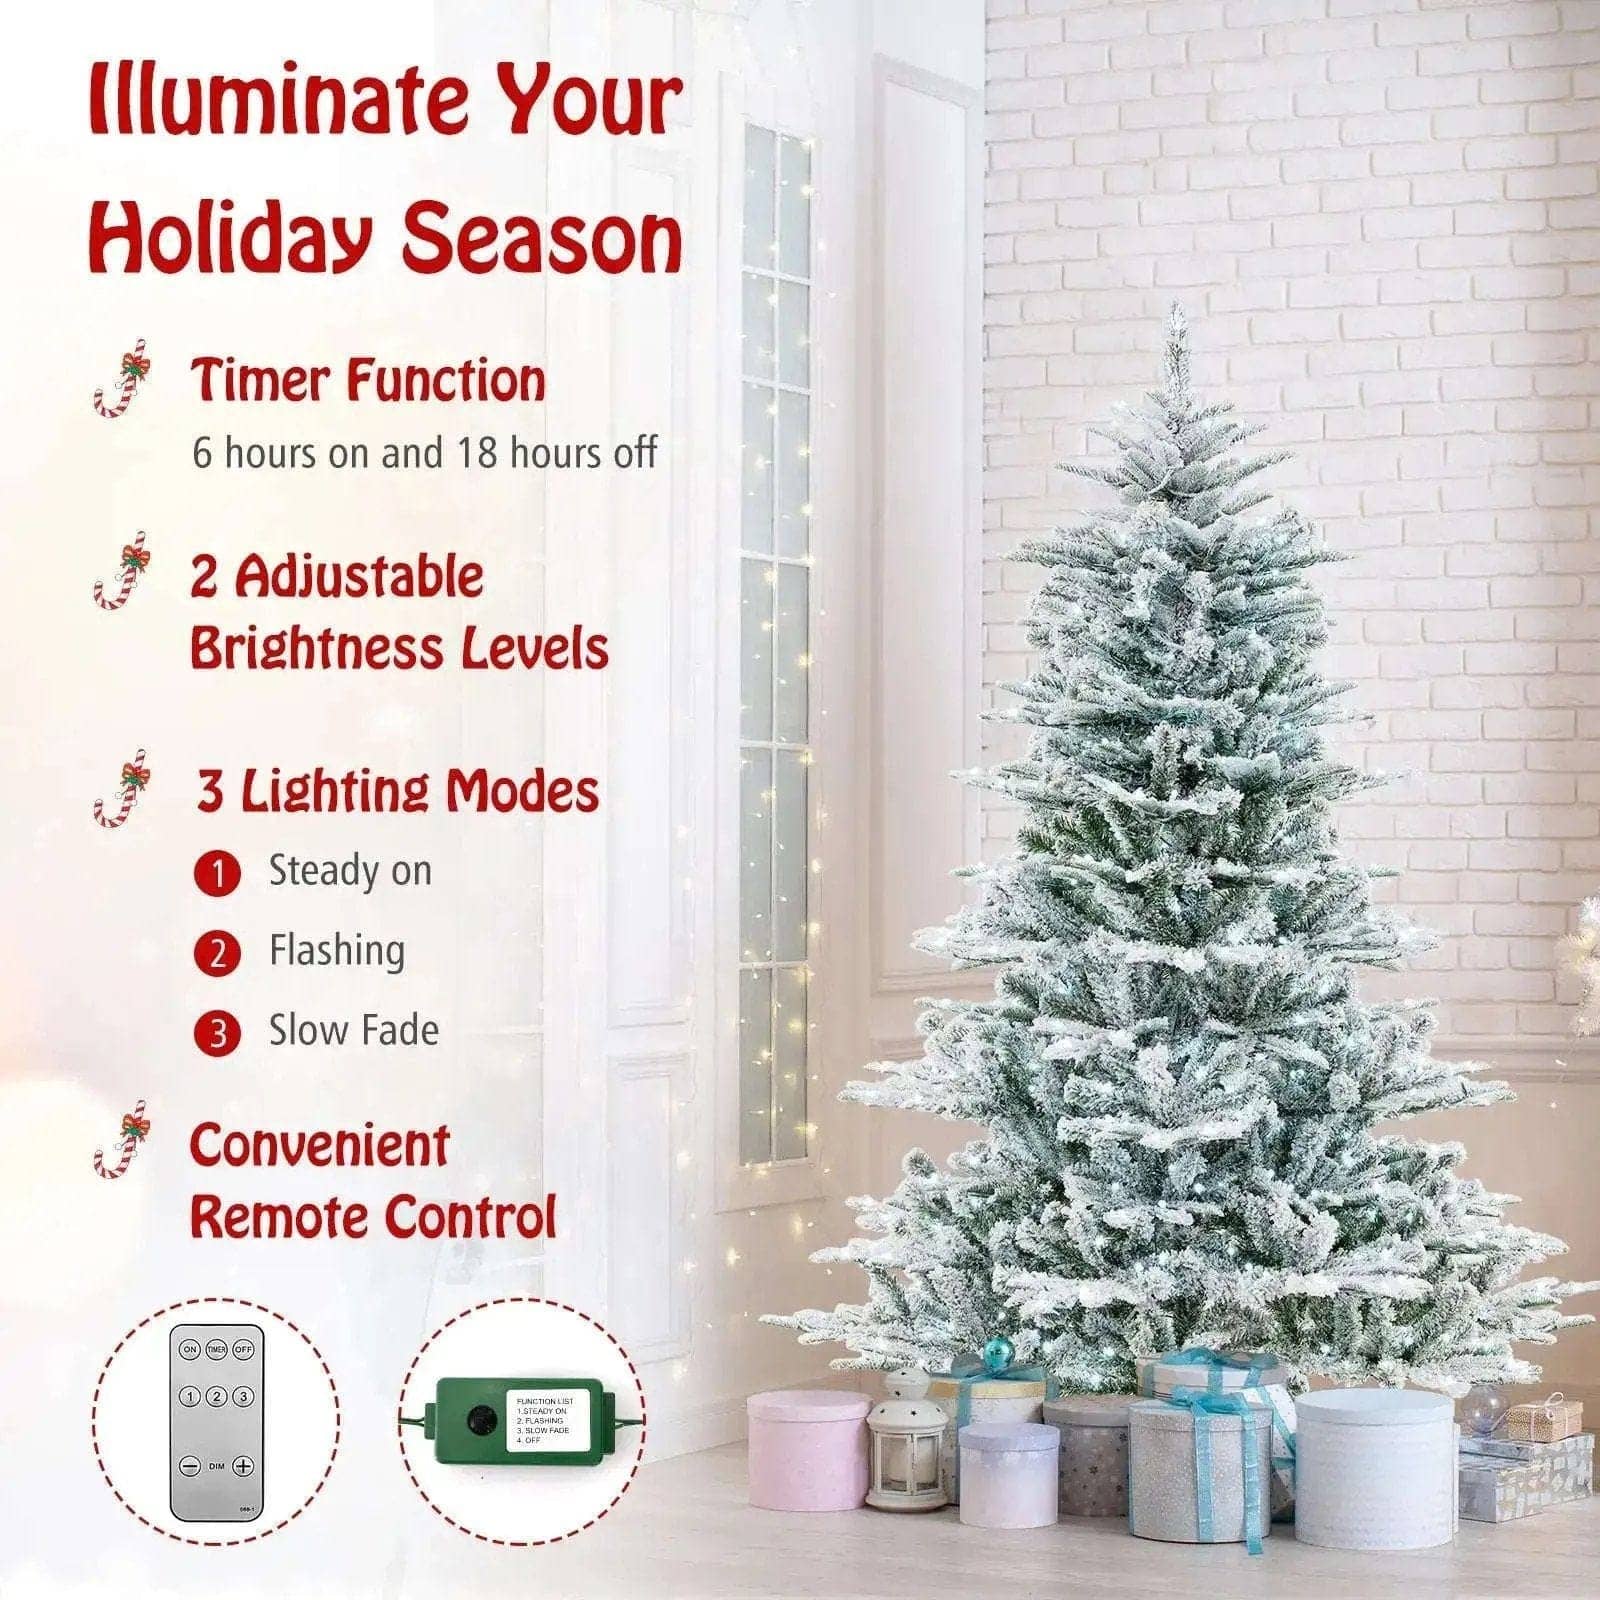 Illuminate Your
Holiday Season
Timer Function
6 hours on and 18 hours off
2 Adjustable
Brightness Levels
3 Lighting Modes
1 Steady on
2 Flashing
3 Slow Fade
Convenient
Remote Control
ON TIMER OFF
1 2 3
− DIM +
FUNCTION LIST
1.STEADY ON
2. FLASHING
3. SLOW FADE
4. OFF